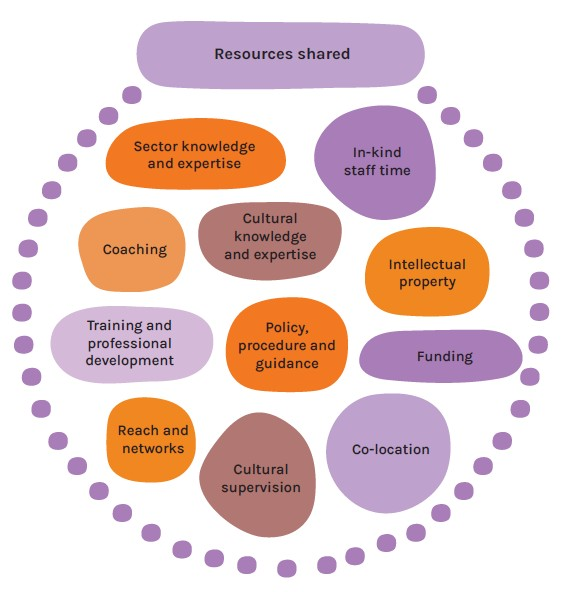 Resources shared
Sector knowledge
and expertise
In-kind
staff time
Cultural
knowledge
and expertise
Coaching
Intellectual
property
Training and
professional
development
Policy,
procedure and
guidance
Funding
Reach and
networks
Cultural
supervision
Co-location